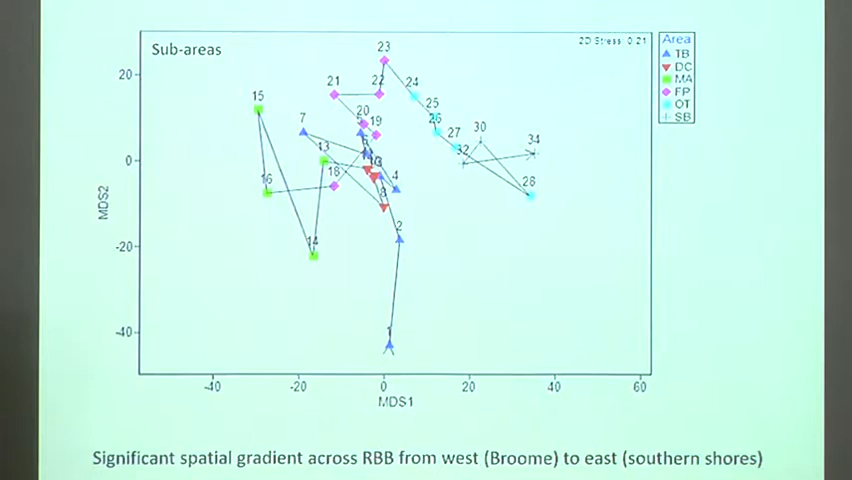 Sub-areas
2D Stress: 0.21
Area
TB
DC
MA
FP
OT
SB
23
21
22
24
15
25
7
20
19
26
27
30
34
32
13
18
4
16
28
8
2
14
1
20
0
-20
-40
MDS2
-40
-20
0
20
40
60
MDS1
Significant spatial gradient across RBB from west (Broome) to east (southern shores)